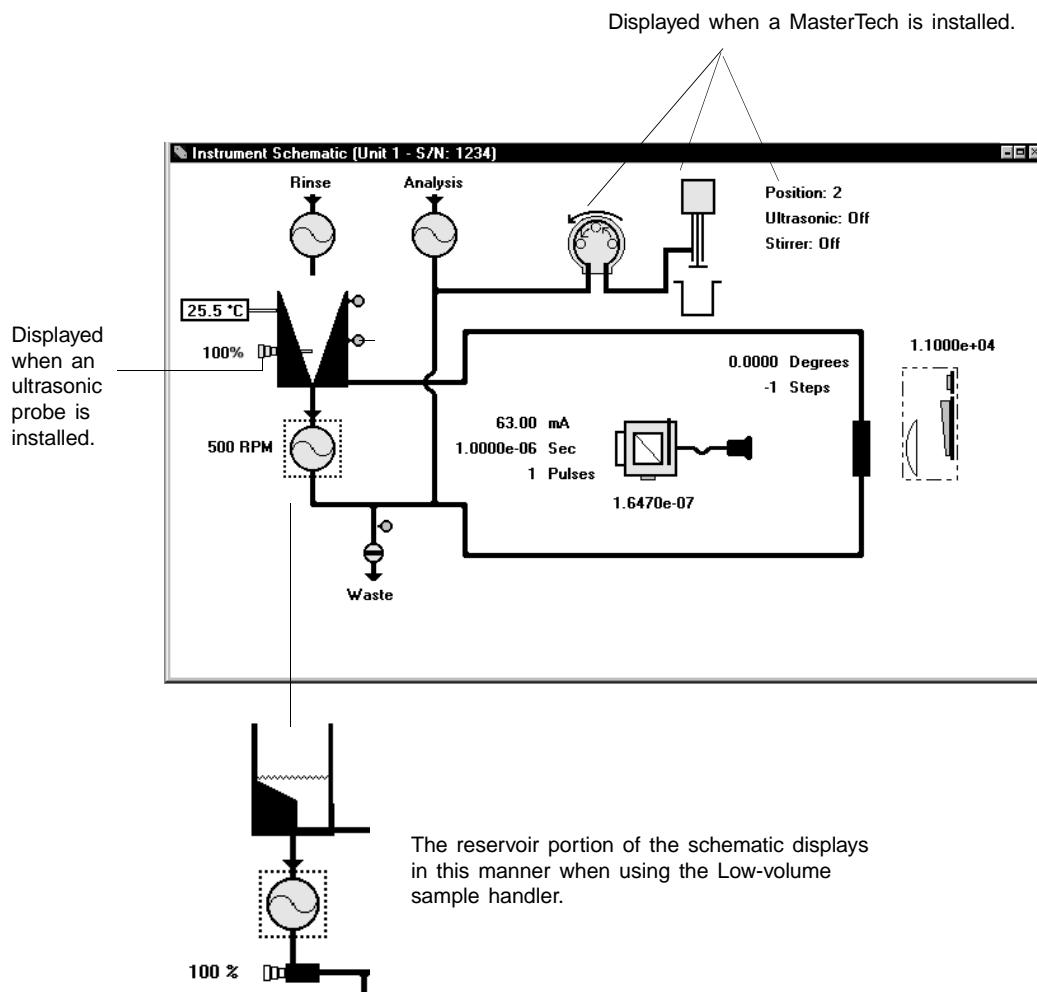 Displayed when a MasterTech is installed.
Instrument Schematic (Unit 1 - S/N: 1234)
Rinse
Analysis
Position: 2
Ultrasonic: Off
Stirrer: Off
25.5 °C
100%
Displayed
when an
ultrasonic
probe is
installed.
500 RPM
63.00 mA
1.0000e-06 Sec
1 Pulses
1.6470e-07
0.0000 Degrees
-1 Steps
1.1000e+04
Waste
The reservoir portion of the schematic displays
in this manner when using the Low-volume
sample handler.
100 %